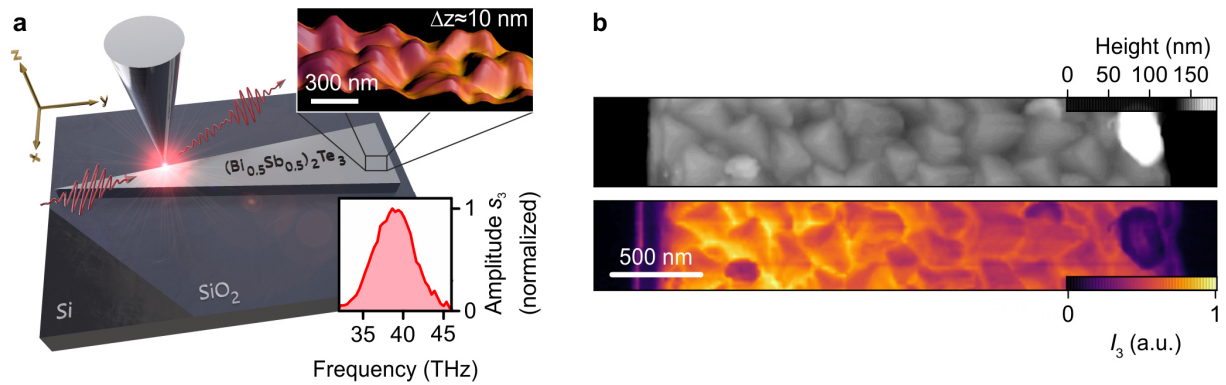 a
Δz≈10 nm
300 nm
z
y
x
(Bi0.5Sb0.5)2Te3
Si
SiO2
1
0
Amplitude s3
(normalized)
35 40 45
Frequency (THz)
b
Height (nm)
0 50 100 150
500 nm
0 1
I3 (a.u.)